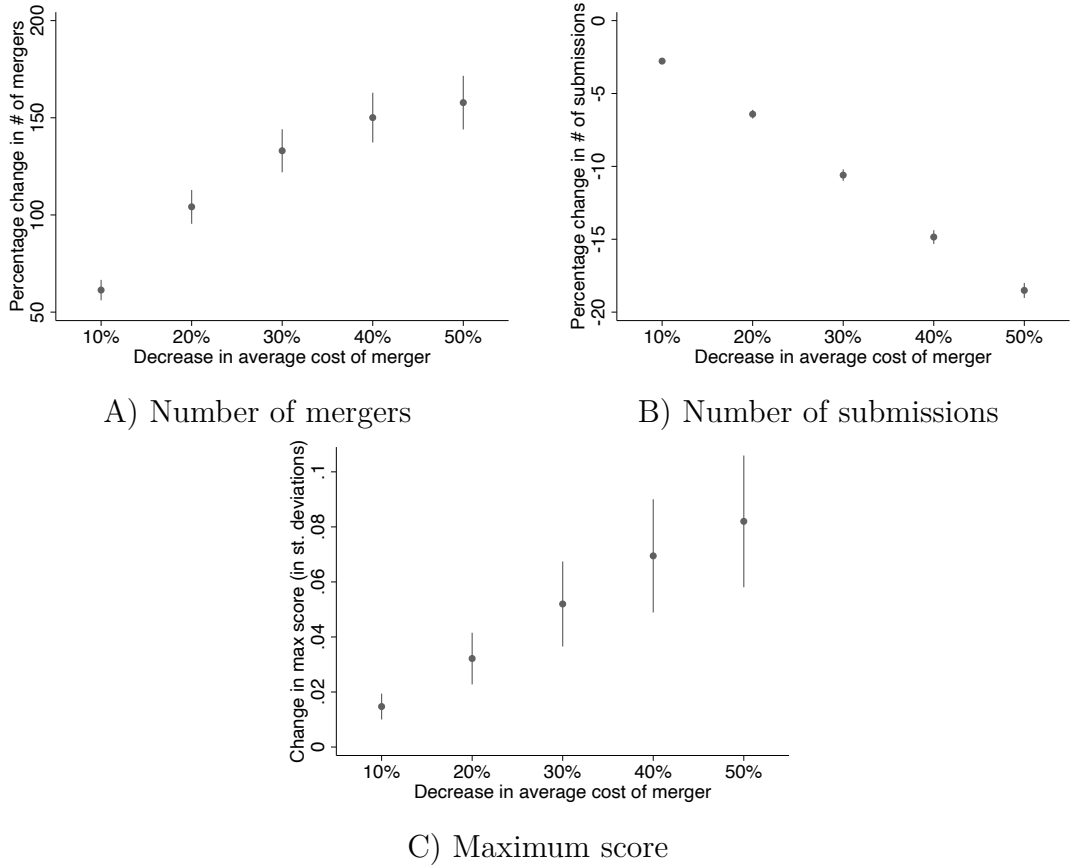 Percentage change in # of mergers
200
150
100
50
10% 20% 30% 40% 50%
Decrease in average cost of merger
A) Number of mergers
Percentage change in # of submissions
0
-5
-10
-15
-20
10% 20% 30% 40% 50%
Decrease in average cost of merger
B) Number of submissions
Change in max score (in st. deviations)
.1
.08
.06
.04
.02
0
10% 20% 30% 40% 50%
Decrease in average cost of merger
C) Maximum score